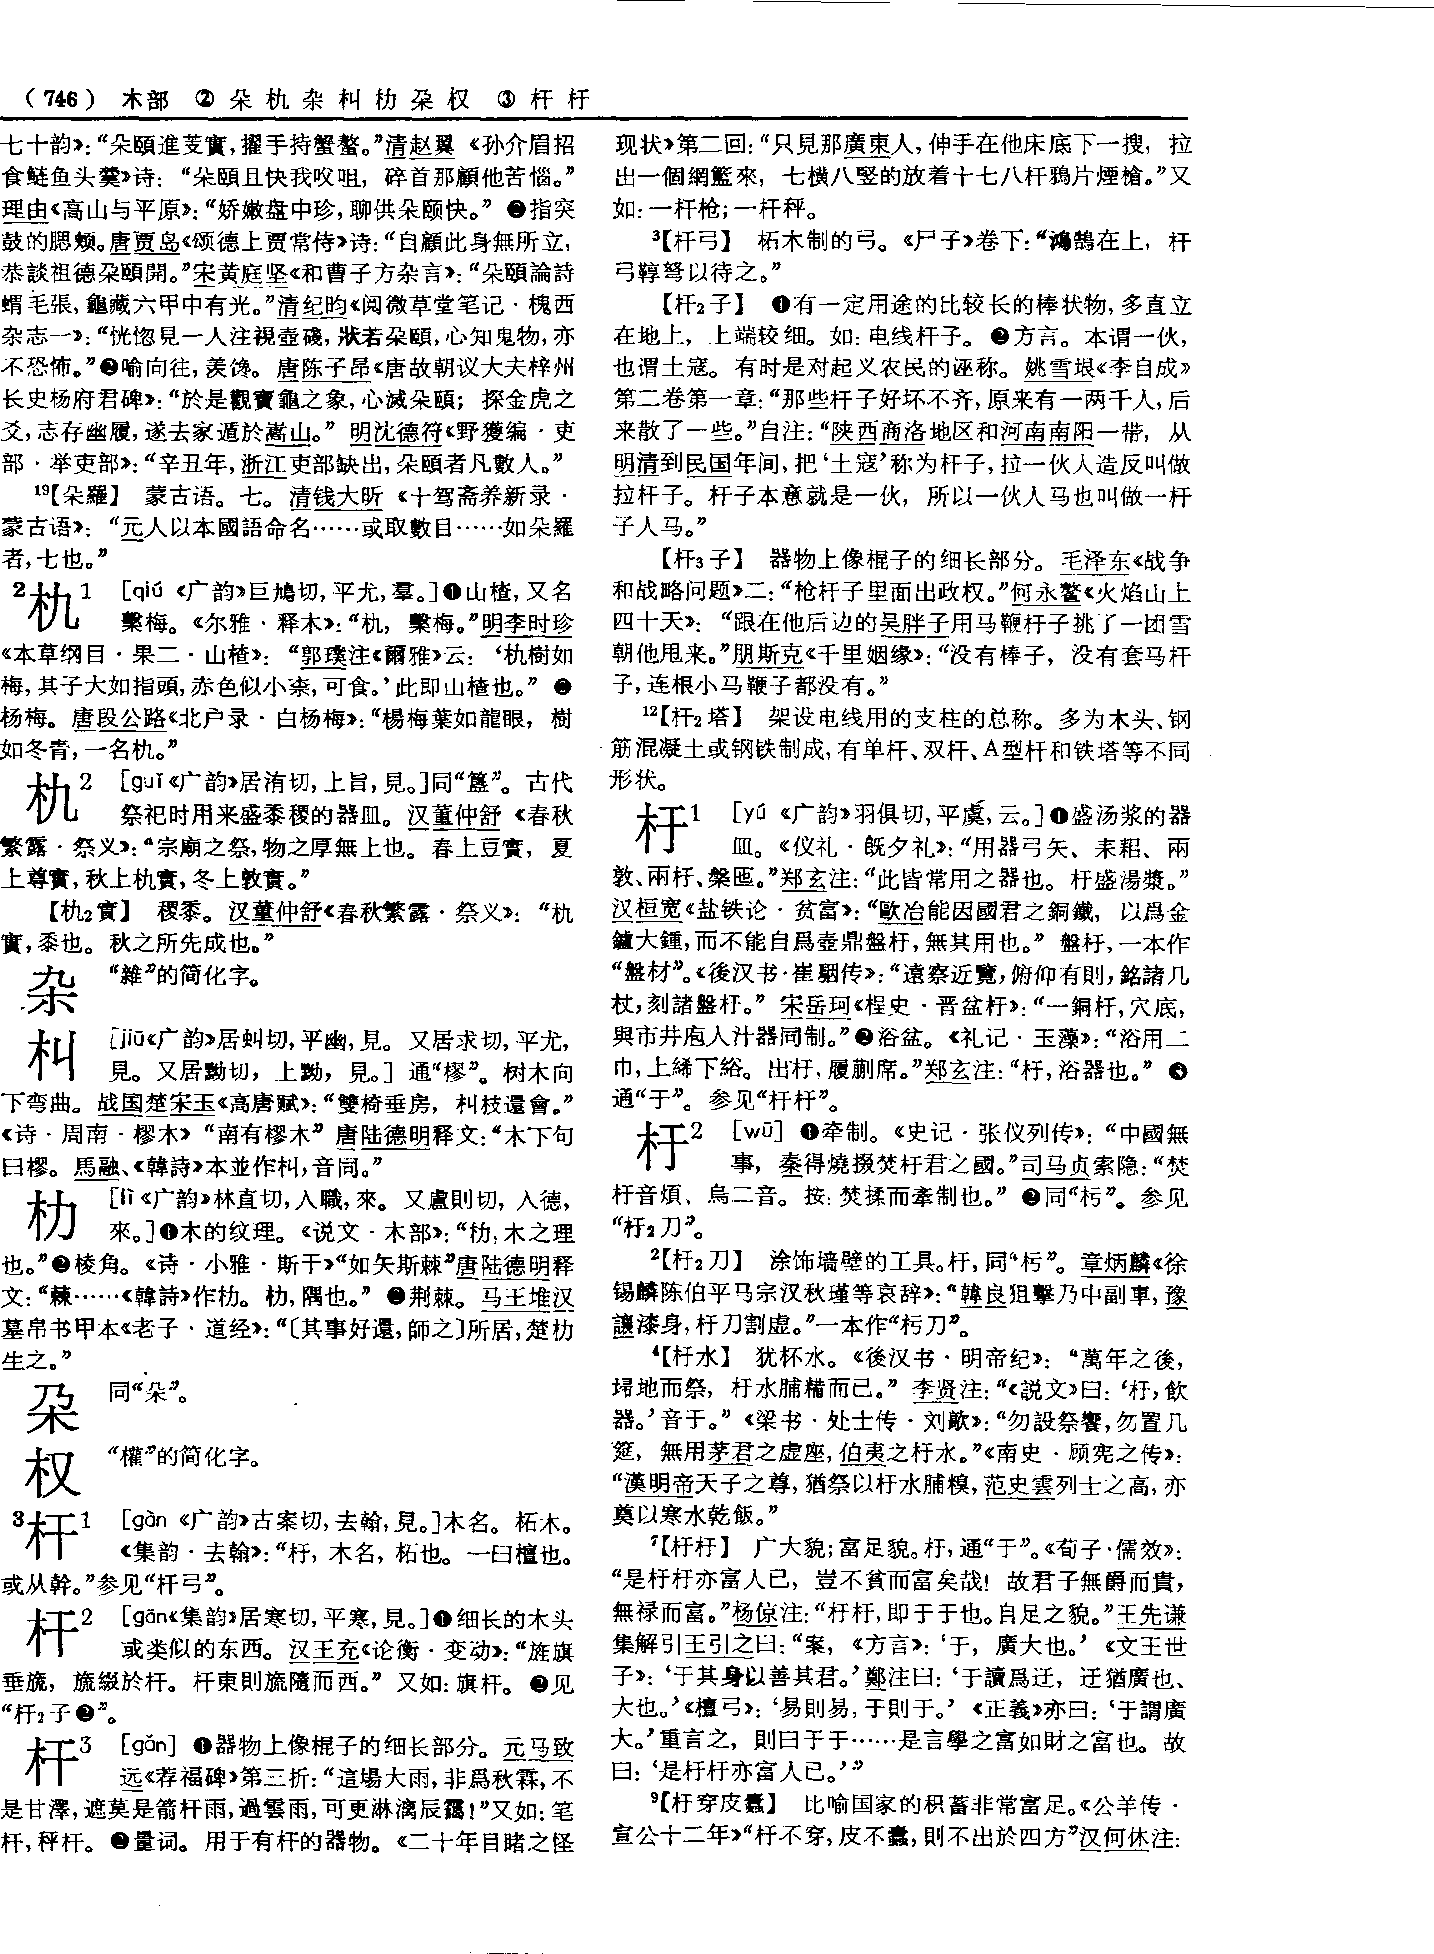 (746) 木部 ② 朵 朹 杂 朻 朸 朶 权 ③ 杆 杅
七十韵》：“朵頤進芰實，擢手持蟹螯。”清赵翼《孙介眉招
食鲢鱼头羹》诗：“朵頤且快我咬咀，碎首那顧他苦惱。”
理由《高山与平原》：“娇嫩盘中珍，聊供朵颐快。” ❷指突
鼓的腮颊。唐贾岛《颂德上贾常侍》诗：“自顧此身無所立，
恭談祖德朵頤開。”宋黄庭坚《和曹子方杂言》：“朵頤論詩
蝟毛張，龜藏六甲中有光。”清纪昀《阅微草堂笔记·槐西
杂志一》：“恍惚見一人注視壺醆，狀若朵頤，心知鬼物，亦
不恐怖。”❸喻向往，羡馋。唐陈子昂《唐故朝议大夫梓州
长史杨府君碑》：“於是觀寶龜之象，心滅朵頤；探金虎之
爻，志存幽履，遂去家遁於嵩山。”明沈德符《野獲编·吏
部·举吏部》：“辛丑年，浙江吏部缺出，朵頤者凡數人。”
19【朵羅】 蒙古语。七。清钱大昕《十驾斋养新录·
蒙古语》：“元人以本國語命名……或取數目……如朵羅
者，七也。”
2朹1 [qiú《广韵》巨鳩切，平尤，羣。]❶山楂，又名
檕梅。《尔雅·释木》：“朹，檕梅。”明李时珍
《本草纲目·果二·山楂》：“郭璞注《爾雅》云：‘朹樹如
梅，其子大如指頭，赤色似小柰，可食。’此即山楂也。” ❷
杨梅。唐段公路《北户录·白杨梅》：“楊梅葉如龍眼，樹
如冬青，一名朹。”
朹2 [guǐ《广韵》居洧切，上旨，見。]同“簋”。古代
祭祀时用来盛黍稷的器皿。汉董仲舒《春秋
繁露·祭义》：“宗廟之祭，物之厚無上也。春上豆實，夏
上尊實，秋上朹實，冬上敦實。”
【朹2實】 稷黍。汉董仲舒《春秋繁露·祭义》：“朹
實，黍也。秋之所先成也。”
杂 “雜”的简化字。
朻 [jiū《广韵》居虯切，平幽，見。又居求切，平尤，
見。又居黝切，上黝，見。] 通“樛”。树木向
下弯曲。战国楚宋玉《高唐赋》：“雙椅垂房，朻枝還會。”
《诗·周南·樛木》“南有樛木”唐陆德明释文：“木下句
曰樛。馬融、《韓詩》本並作朻，音同。”
朸 [lì《广韵》林直切，入職，來。又盧則切，入德，
來。]❶木的纹理。《说文·木部》：“朸，木之理
也。”❷棱角。《诗·小雅·斯干》“如矢斯棘”唐陆德明释
文：“棘……《韓詩》作朸。朸，隅也。” ❸荆棘。马王堆汉
墓帛书甲本《老子·道经》：“〔其事好還，師之〕所居，楚朸
生之。”
朶 同“朵”。
权 “權”的简化字。
3杆1 [gàn《广韵》古案切，去翰，見。]木名。柘木。
《集韵·去翰》：“杆，木名，柘也。一曰檀也。
或从幹。”参见“杆弓”。
杆2 [gān《集韵》居寒切，平寒，見。]❶细长的木头
或类似的东西。汉王充《论衡·变动》：“旌旗
垂旒，旒缀於杆。杆東則旒隨而西。” 又如：旗杆。 ❷见
“杆2子❷”。
杆3 [gǎn] ❶器物上像棍子的细长部分。元马致
远《荐福碑》第三折：“這場大雨，非爲秋霖，不
是甘澤，遮莫是箭杆雨，過雲雨，可更淋漓辰靄！”又如：笔
杆，秤杆。 ❷量词。用于有杆的器物。《二十年目睹之怪
现状》第二回：“只見那廣東人，伸手在他床底下一搜，拉
出一個網籃來，七横八竪的放着十七八杆鴉片煙槍。”又
如：一杆枪；一杆秤。
3【杆弓】 柘木制的弓。《尸子》卷下：“鴻鵠在上，杆
弓鞟弩以待之。”
【杆2子】 ❶有一定用途的比较长的棒状物，多直立
在地上，上端较细。如：电线杆子。 ❷方言。本谓一伙，
也谓土寇。有时是对起义农民的诬称。姚雪垠《李自成》
第二卷第一章：“那些杆子好坏不齐，原来有一两千人，后
来散了一些。”自注：“陕西商洛地区和河南南阳一带，从
明清到民国年间，把‘土寇’称为杆子，拉一伙人造反叫做
拉杆子。杆子本意就是一伙，所以一伙人马也叫做一杆
子人马。”
【杆3子】 器物上像棍子的细长部分。毛泽东《战争
和战略问题》二：“枪杆子里面出政权。”何永鳌《火焰山上
四十天》：“跟在他后边的吴胖子用马鞭杆子挑了一团雪
朝他甩来。”朋斯克《千里姻缘》：“没有棒子，没有套马杆
子，连根小马鞭子都没有。”
12【杆2塔】 架设电线用的支柱的总称。多为木头、钢
筋混凝土或钢铁制成，有单杆、双杆、A型杆和铁塔等不同
形状。
杅1 [yú《广韵》羽俱切，平虞，云。]❶盛汤浆的器
皿。《仪礼·既夕礼》：“用器弓矢、耒耜、兩
敦、兩杅、槃匜。”郑玄注：“此皆常用之器也。杅盛湯漿。”
汉桓宽《盐铁论·贫富》：“歐冶能因國君之銅鐵，以爲金
鑪大鍾，而不能自爲壺鼎盤杅，無其用也。” 盤杅，一本作
“盤材”。《後汉书·崔駰传》：“遠察近覽，俯仰有則，銘諸几
杖，刻諸盤杅。” 宋岳珂《桯史·晋盆杅》：“一銅杅，穴底，
與市井庖人汁器同制。”❷浴盆。《礼记·玉藻》：“浴用二
巾，上絺下綌。出杅，履蒯席。”郑玄注：“杅，浴器也。” ❸
通“于”。参见“杅杅”。
杅2 [wū] ❶牵制。《史记·张仪列传》：“中國無
事，秦得燒掇焚杅君之國。”司马贞索隐：“焚
杅音煩、烏二音。按：焚揉而牽制也。” ❷同“杇”。参见
“杅2刀”。
2【杅2刀】 涂饰墙壁的工具。杅，同“杇”。章炳麟《徐
锡麟陈伯平马宗汉秋瑾等哀辞》：“韓良狙擊乃中副車，豫
讓漆身，杅刀割虚。”一本作“杇刀”。
4【杅水】 犹杯水。《後汉书·明帝纪》：“萬年之後，
埽地而祭，杅水脯糒而已。” 李贤注：“《説文》曰：‘杅，飲
器。’音于。”《梁书·处士传·刘歊》：“勿設祭饗，勿置几
筵，無用茅君之虚座，伯夷之杅水。”《南史·顾宪之传》：
“漢明帝天子之尊，猶祭以杅水脯糗，范史雲列士之高，亦
奠以寒水乾飯。”
7【杅杅】 广大貌；富足貌。杅，通“于”。《荀子·儒效》：
“是杅杅亦富人已，豈不貧而富矣哉！故君子無爵而貴，
無禄而富。”杨倞注：“杅杅，即于于也。自足之貌。”王先谦
集解引王引之曰：“案，《方言》：‘于，廣大也。’《文王世
子》：‘于其身以善其君。’鄭注曰：‘于讀爲迂，迂猶廣也、
大也。’《檀弓》：‘易則易，于則于。’《正義》亦曰：‘于謂廣
大。’重言之，則曰于于……是言學之富如財之富也。故
曰：‘是杅杅亦富人已。’”
9【杅穿皮蠹】 比喻国家的积蓄非常富足。《公羊传·
宣公十二年》“杅不穿，皮不蠹，則不出於四方”汉何休注：